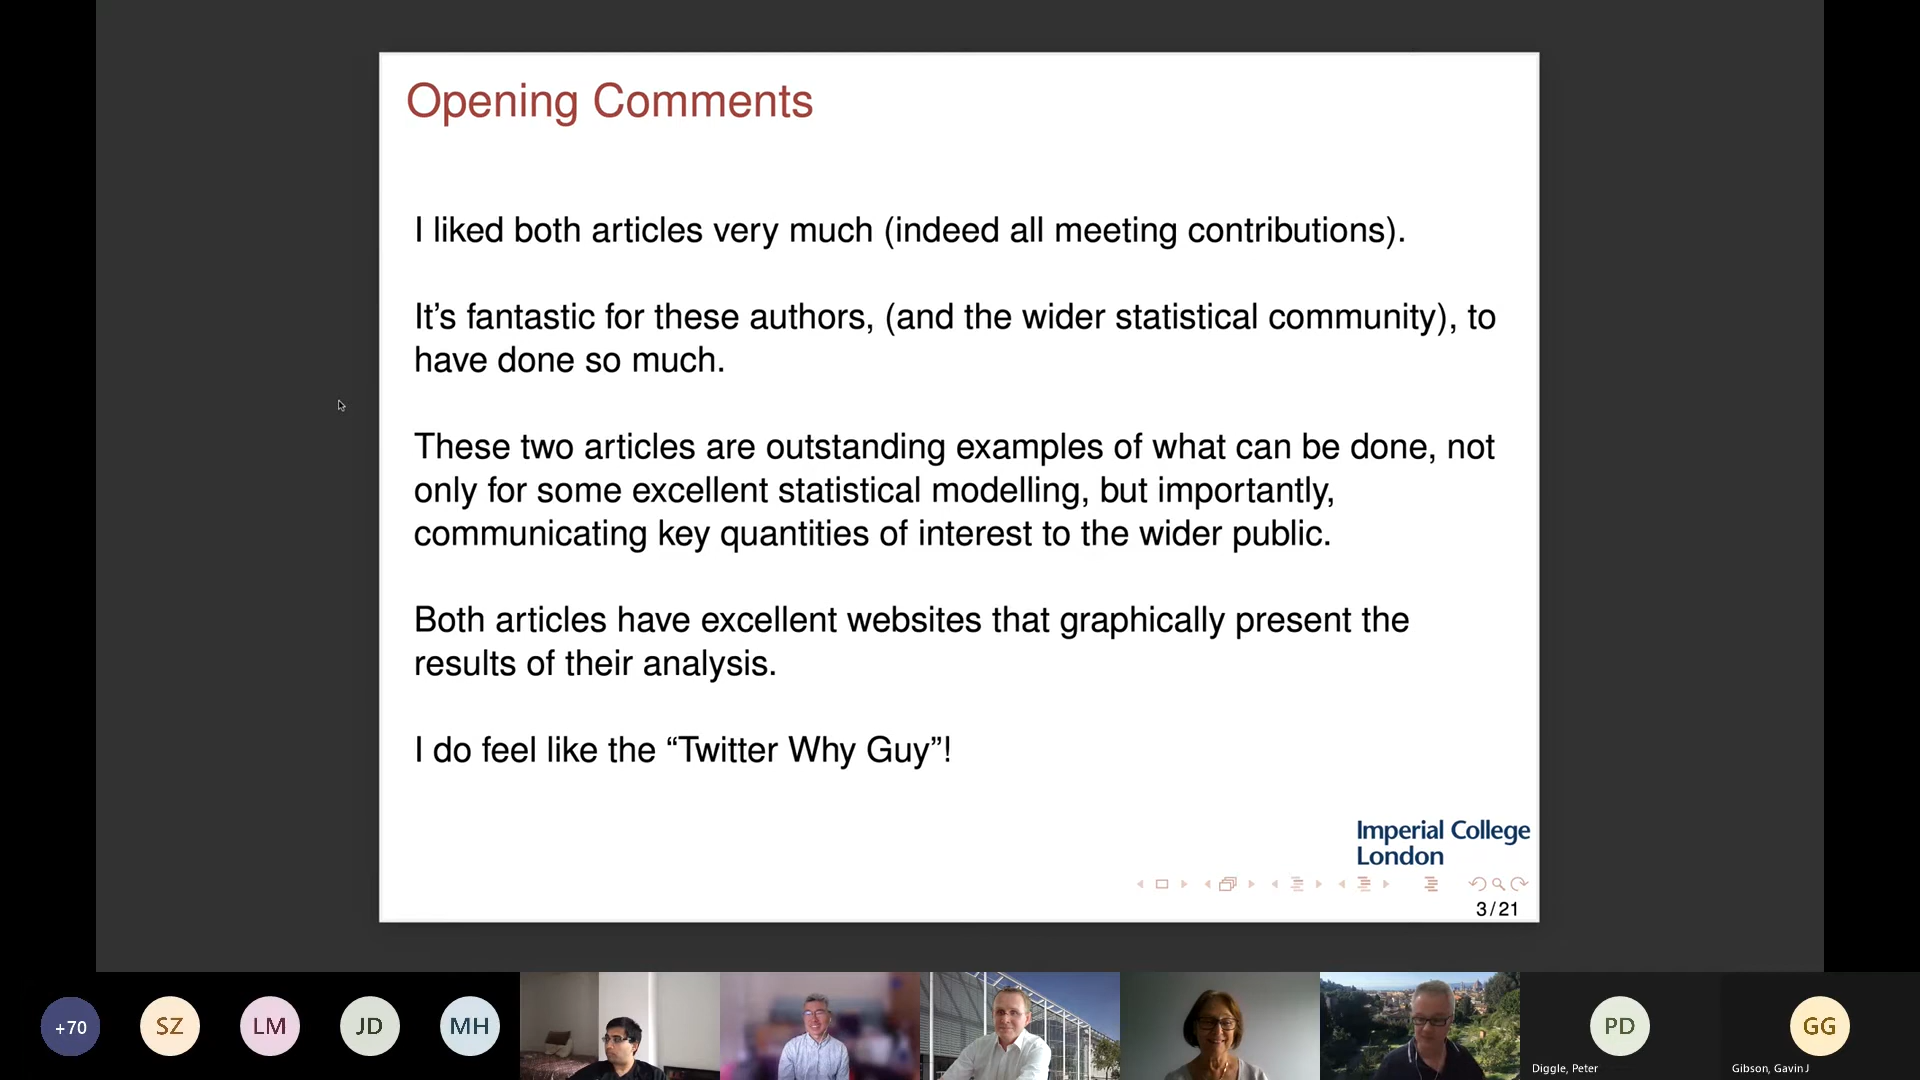 Opening Comments
I liked both articles very much (indeed all meeting contributions).
It’s fantastic for these authors, (and the wider statistical community), to
have done so much.
These two articles are outstanding examples of what can be done, not
only for some excellent statistical modelling, but importantly,
communicating key quantities of interest to the wider public.
Both articles have excellent websites that graphically present the
results of their analysis.
I do feel like the “Twitter Why Guy”!
Imperial College
London
3/21
+70
SZ
LM
JD
MH
PD
GG
Diggle, Peter
Gibson, Gavin J